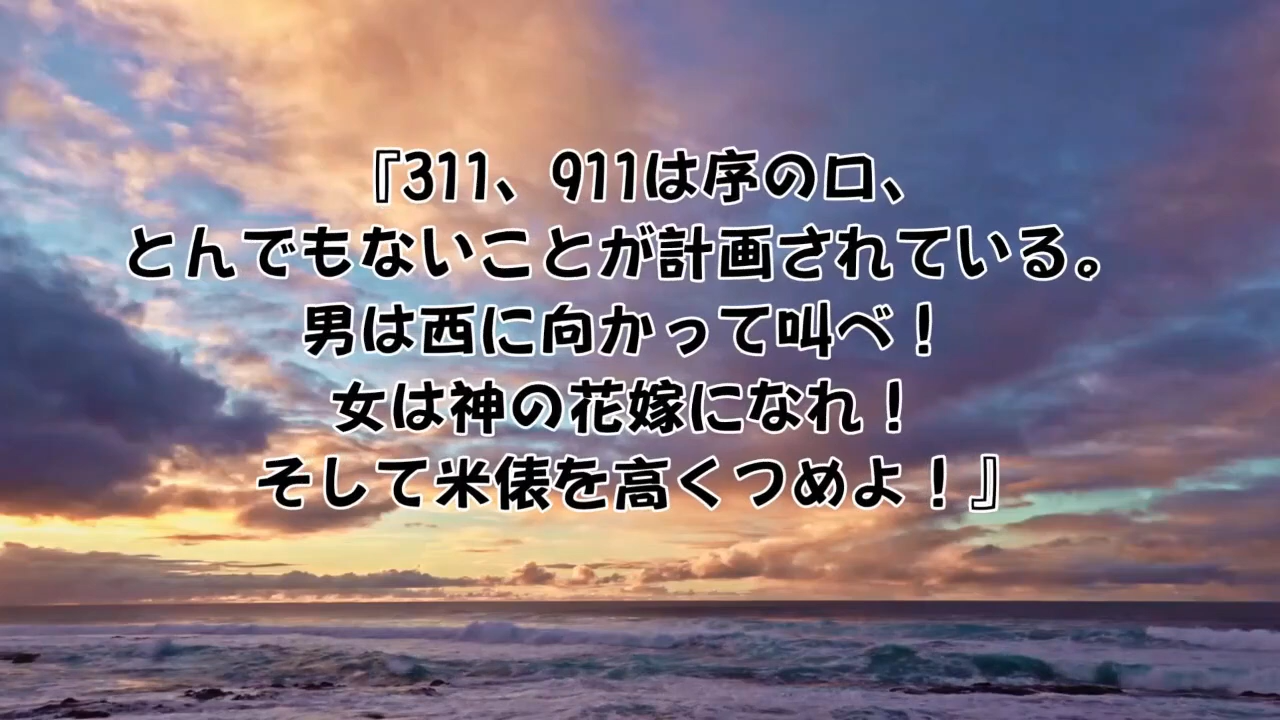 『311、911は序の口、
とんでもないことが計画されている。
男は西に向かって叫べ！
女は神の花嫁になれ！
そして米俵を高くつめよ！』